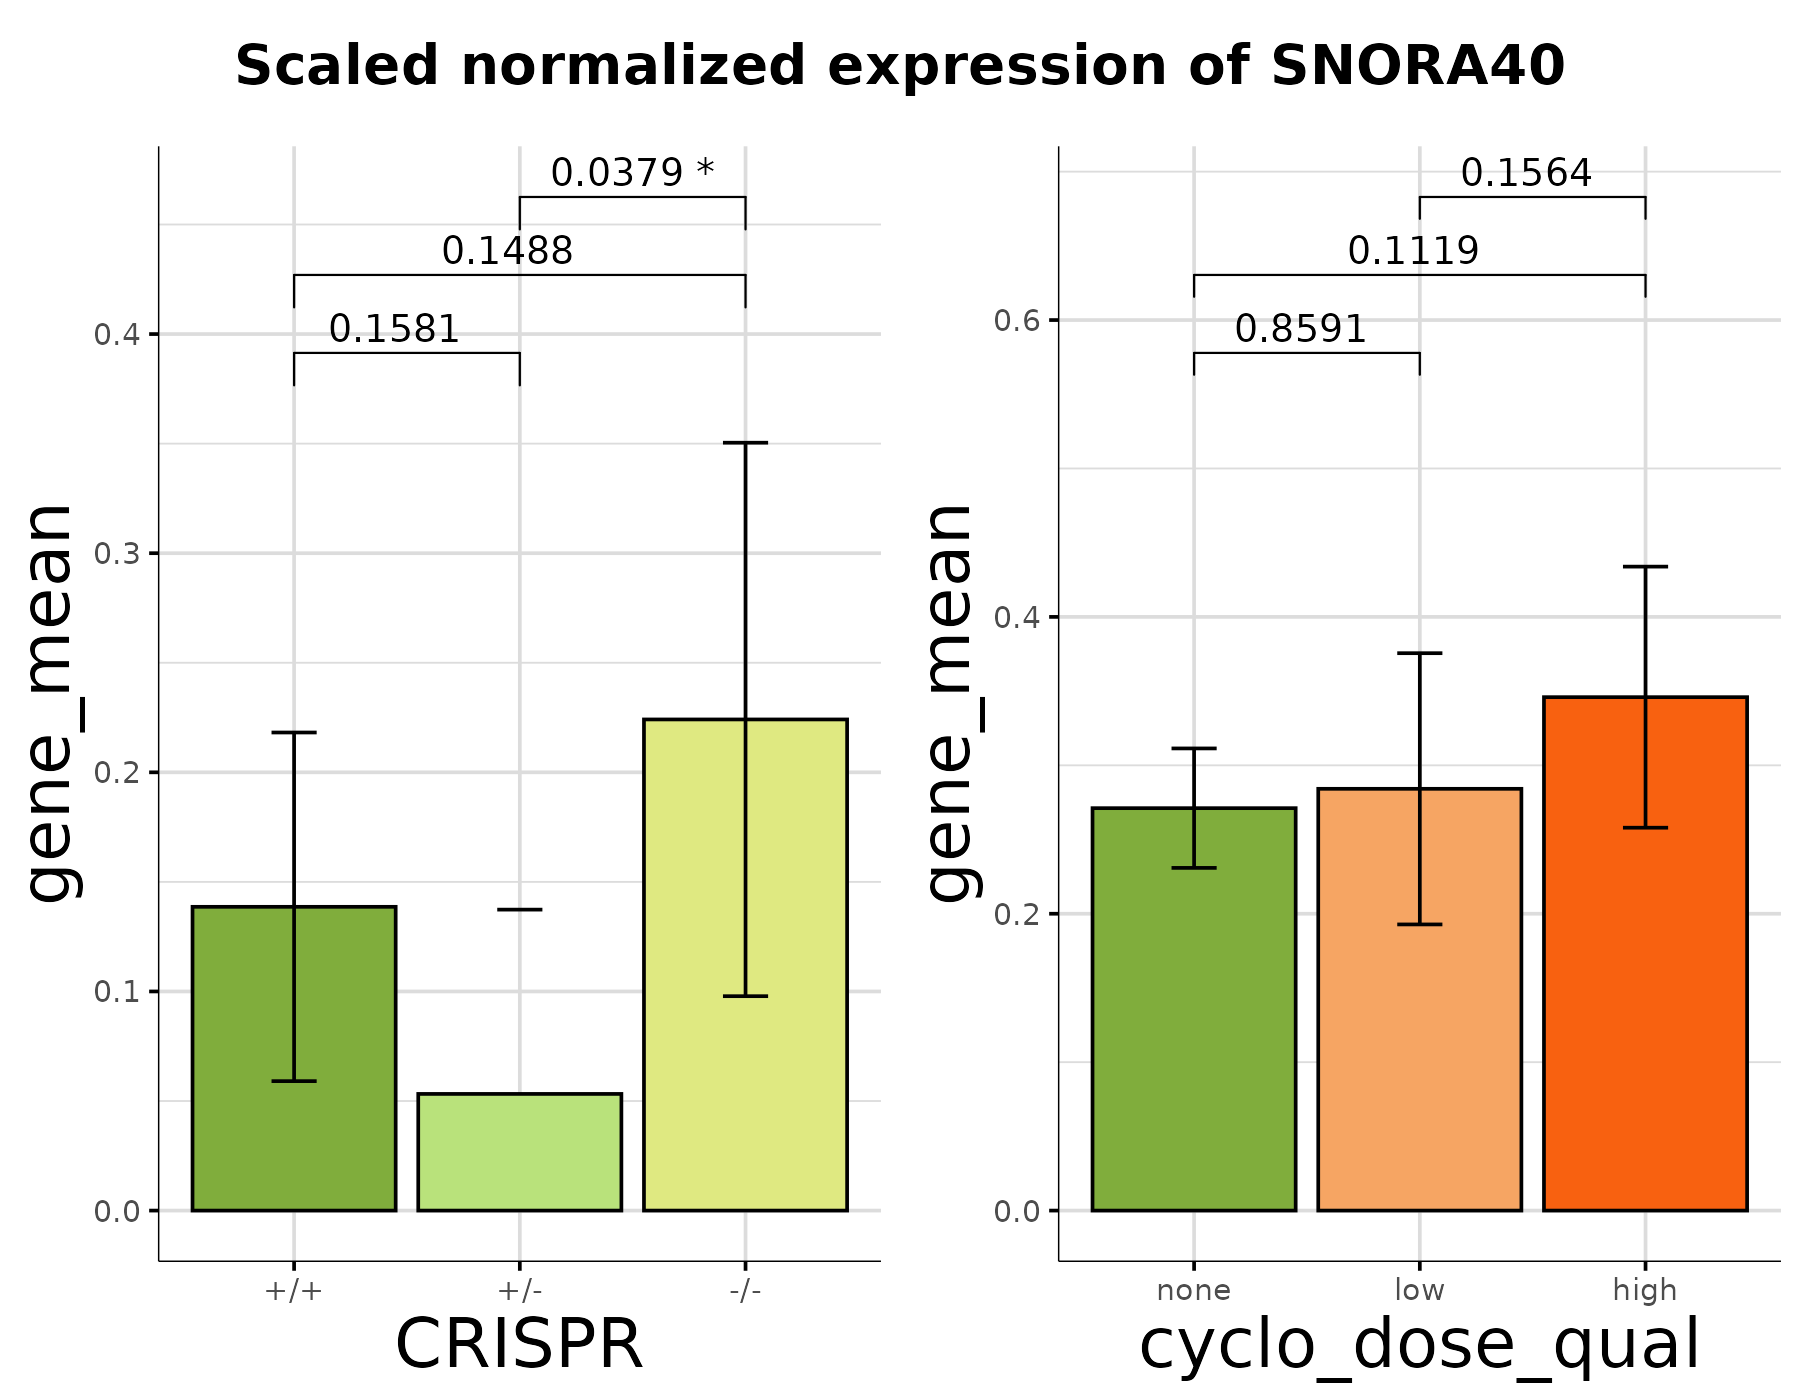 Scaled normalized expression of SNORA40
gene_mean
0.4
0.3
0.2
0.1
0.0
0.0379 *
0.1488
0.1581
+/+
+/-
-/-
CRISPR
gene_mean
0.6
0.4
0.2
0.0
0.1564
0.1119
0.8591
none
low
high
cyclo_dose_qual